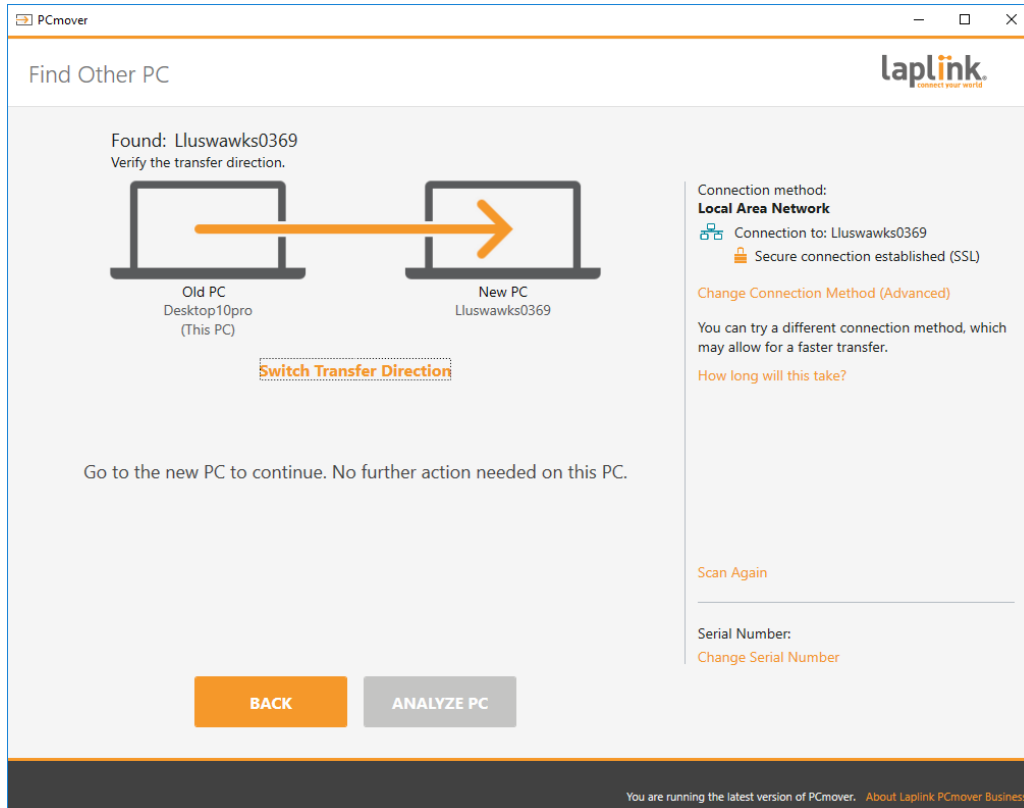 PCmover
Find Other PC
laplink.
connect your world
Found: Lluswawks0369
Verify the transfer direction.
Old PC
Desktop10pro
(This PC)
New PC
Lluswawks0369
Switch Transfer Direction
Go to the new PC to continue. No further action needed on this PC.
Connection method:
Local Area Network
Connection to: Lluswawks0369
Secure connection established (SSL)
Change Connection Method (Advanced)
You can try a different connection method, which
may allow for a faster transfer.
How long will this take?
Scan Again
Serial Number:
Change Serial Number
BACK
ANALYZE PC
You are running the latest version of PCmover. About Laplink PCmover Business